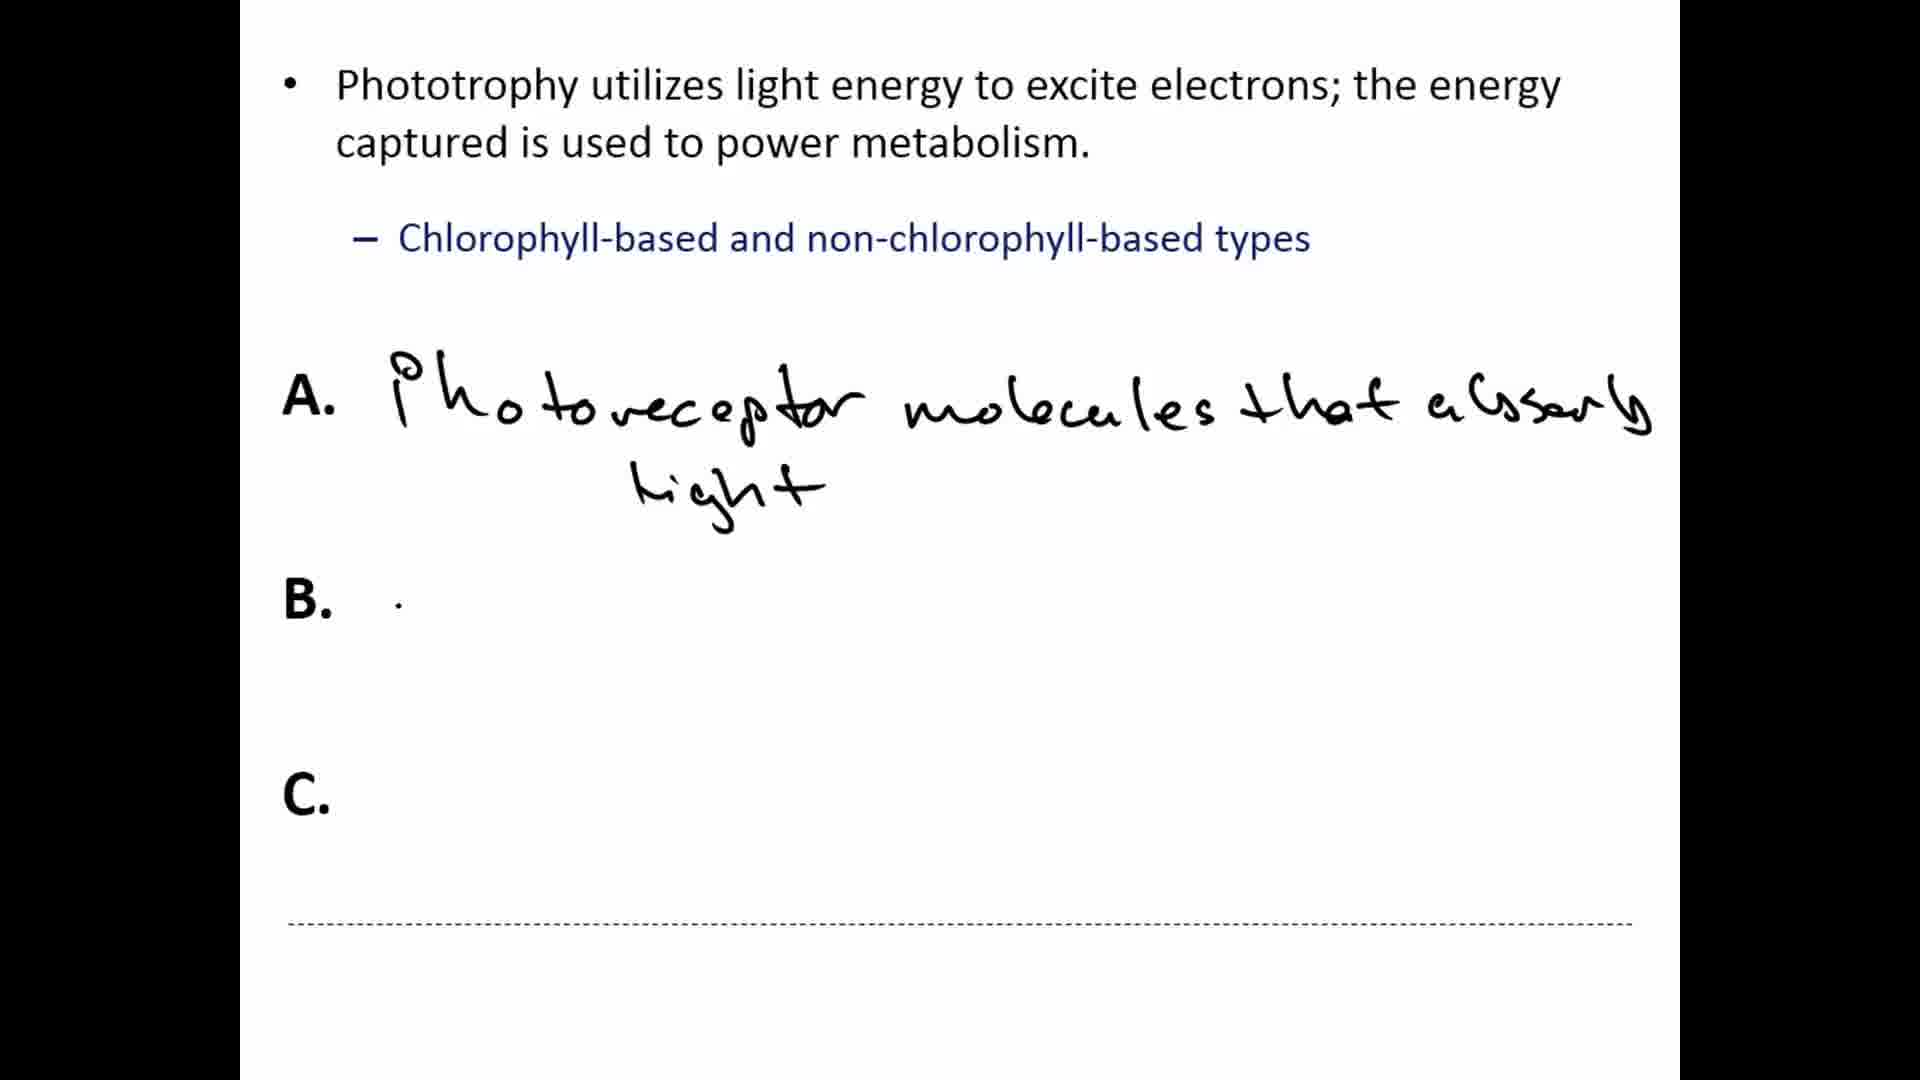 • Phototrophy utilizes light energy to excite electrons; the energy
captured is used to power metabolism.
– Chlorophyll-based and non-chlorophyll-based types
A. Photoreceptor molecules that absorb
light
B.
C.